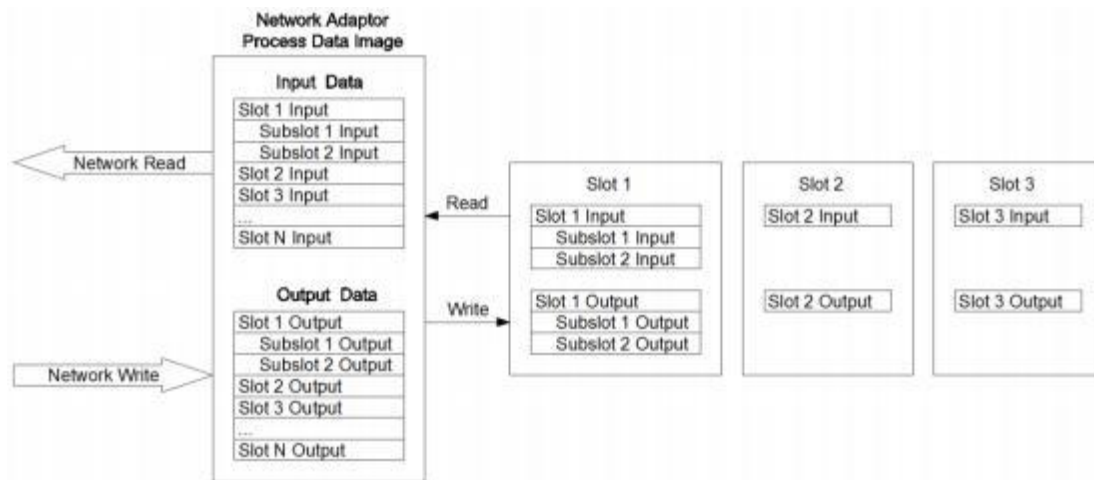 Network Adaptor
Process Data Image
Input Data
Slot 1 Input
Subslot 1 Input
Subslot 2 Input
Slot 2 Input
Slot 3 Input
...
Slot N Input
Network Read
Output Data
Slot 1 Output
Subslot 1 Output
Subslot 2 Output
Slot 2 Output
Slot 3 Output
...
Slot N Output
Network Write
Read
Write
Slot 1
Slot 1 Input
Subslot 1 Input
Subslot 2 Input
Slot 1 Output
Subslot 1 Output
Subslot 2 Output
Slot 2
Slot 2 Input
Slot 2 Output
Slot 3
Slot 3 Input
Slot 3 Output